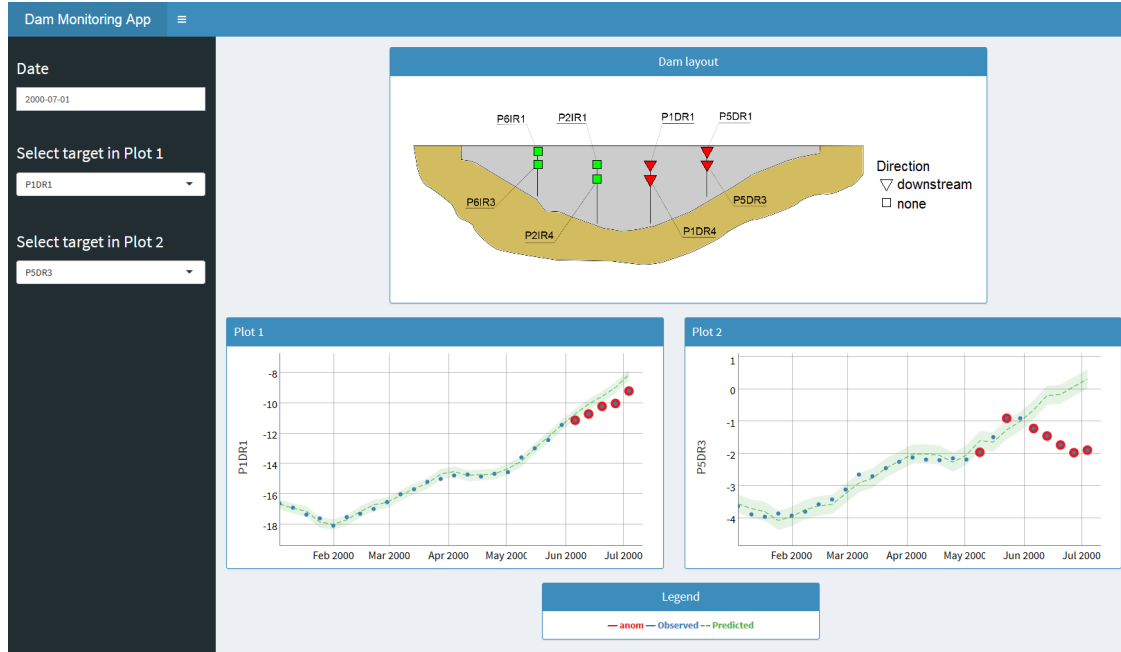 Dam Monitoring App
Date
2000-07-01
Select target in Plot 1
P1DR1
Select target in Plot 2
P5DR3
Dam layout
P6IR1 P2IR1 P1DR1 P5DR1
P6IR3 P2IR4 P1DR4 P5DR3
Direction
downstream
none
Plot 1
P1DR1
-8
-10
-12
-14
-16
-18
Feb 2000 Mar 2000 Apr 2000 May 2000 Jun 2000 Jul 2000
Plot 2
P5DR3
1
0
-1
-2
-3
-4
Feb 2000 Mar 2000 Apr 2000 May 2000 Jun 2000 Jul 2000
Legend
anom Observed Predicted